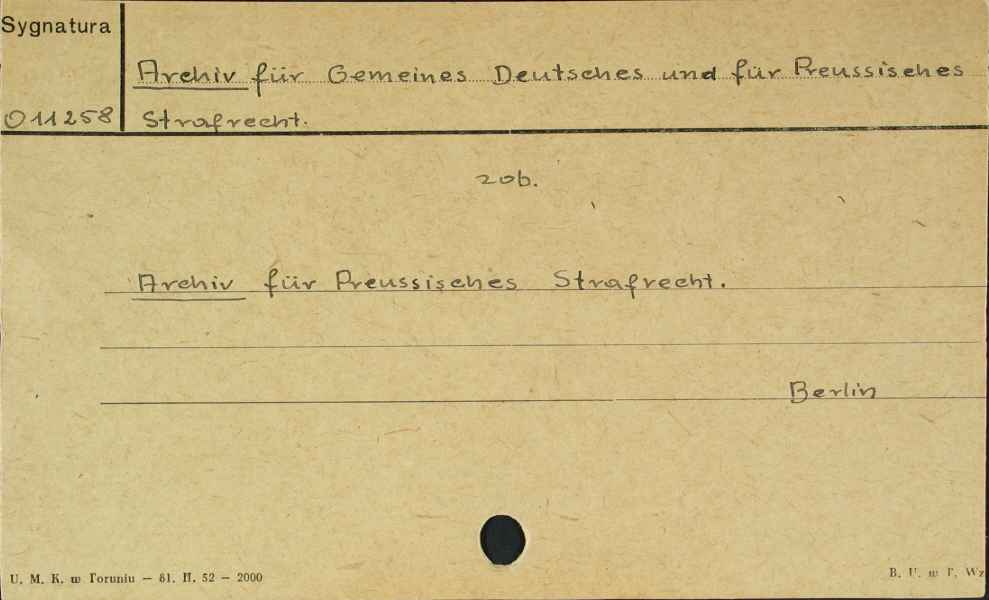 Sygnatura
Archiv für Gemeines Deutsches und für Preussisches
011258 Strafrecht.
zob.
Archiv für Preussisches Strafrecht.
Berlin
U. M. K. w Toruniu — 81. II. 52 — 2000
B. U. w T. Wz